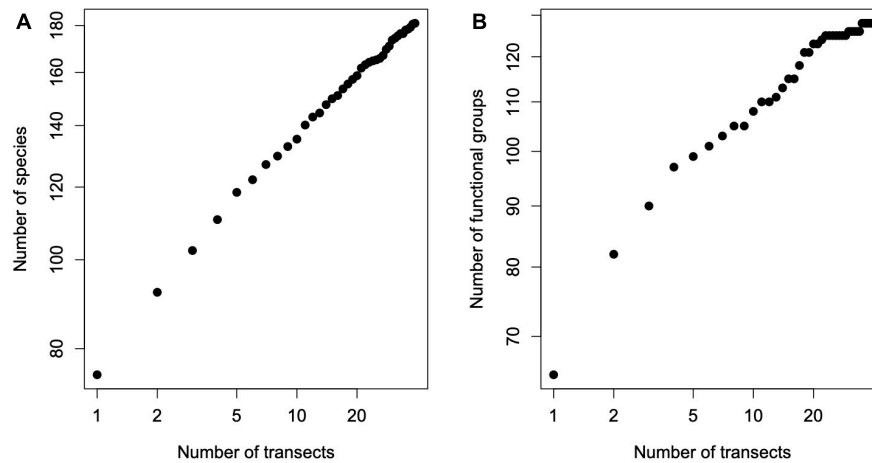 A
Number of species
180
160
140
120
100
80
1 2 5 10 20
Number of transects
B
Number of functional groups
120
110
100
90
80
70
1 2 5 10 20
Number of transects